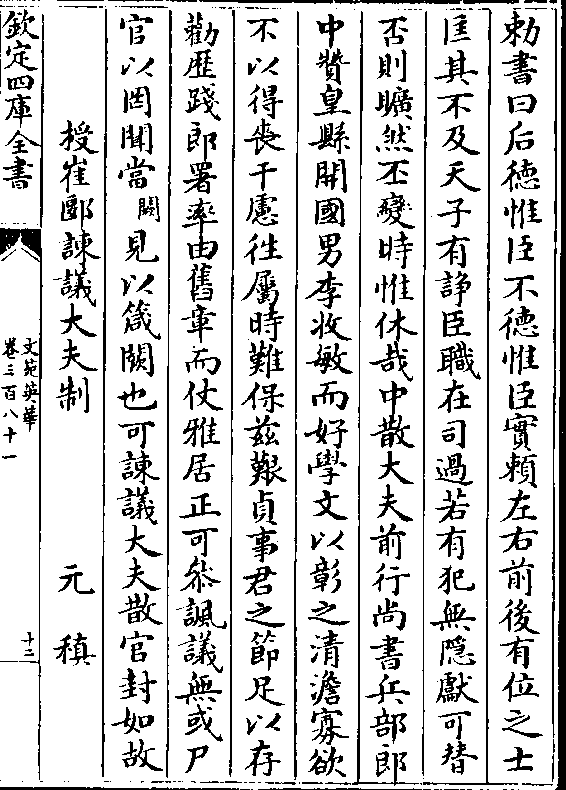 勅書曰后徳惟臣不徳惟臣實頼左右前後有位之士
匡其不及天子有諍臣職在司過若有犯無隠獻可替
否則曠然丕變時惟休哉中散大夫前行尚書兵部郎
中贊皇縣開國男李收敏而好學文以彰之清澹寡欲
不以得喪干慮徃屬時難保兹艱貞事君之節足以存
勸歴踐郎署率由舊章而仗雅居正可叅諷議無或尸
官以罔聞當闕見以箴闕也可諫議大夫散官封如故
授崔郾諫議大夫制 元稹
欽定四庫全書
文苑英華
卷三百八十一
十二